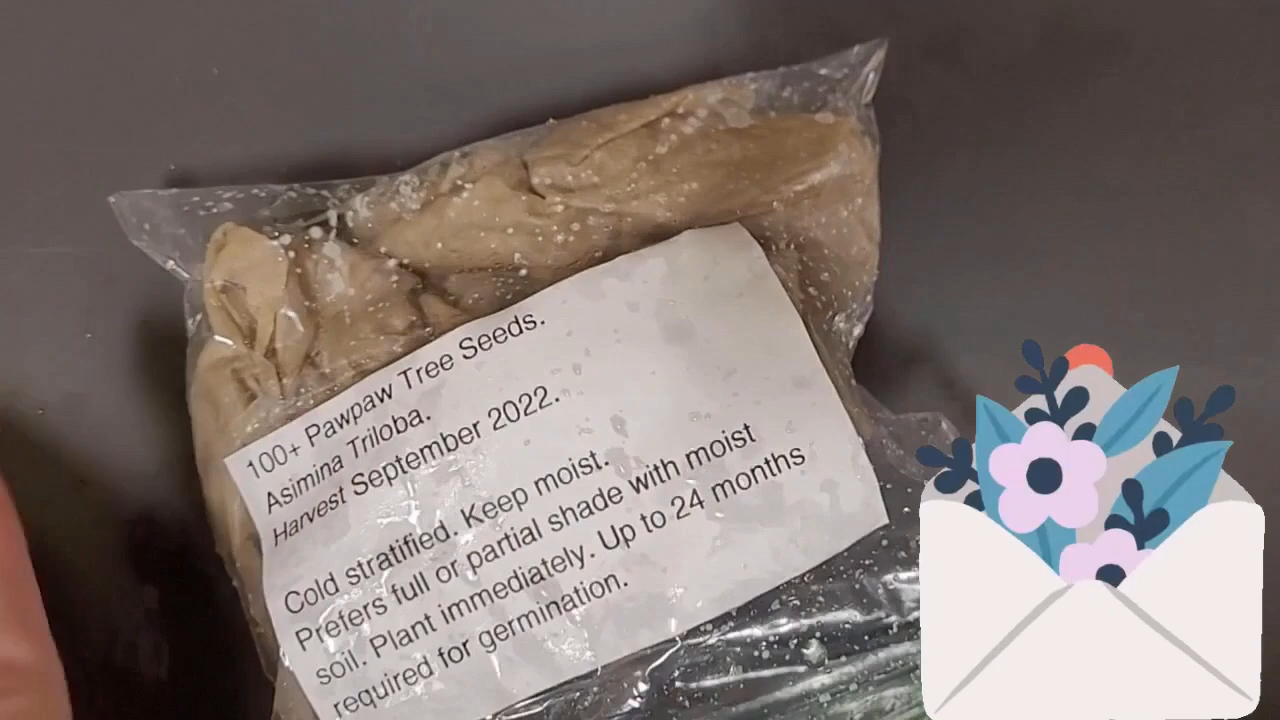 100+ Pawpaw Tree Seeds.
Asimina Triloba.
Harvest September 2022.
Cold stratified. Keep moist.
Prefers full or partial shade with moist
soil. Plant immediately. Up to 24 months
required for germination.